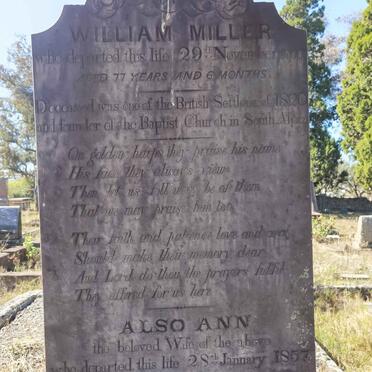 WILLIAM MILLER
who departed this life 29th November
AGED 77 YEARS AND 6 MONTHS.
Deceased was one of the British Settlers of 1820
and founder of the Baptist Church in South Africa
On golden harps they praise his name
His face they always view
Then let us all
That we may praise him too.
Their faith and patience love and zeal
Should make their memory dear
And Lord do thou the prayers fulfil
They offered for us here
ALSO ANN
the beloved Wife of the above
who departed this life 28th January 1857